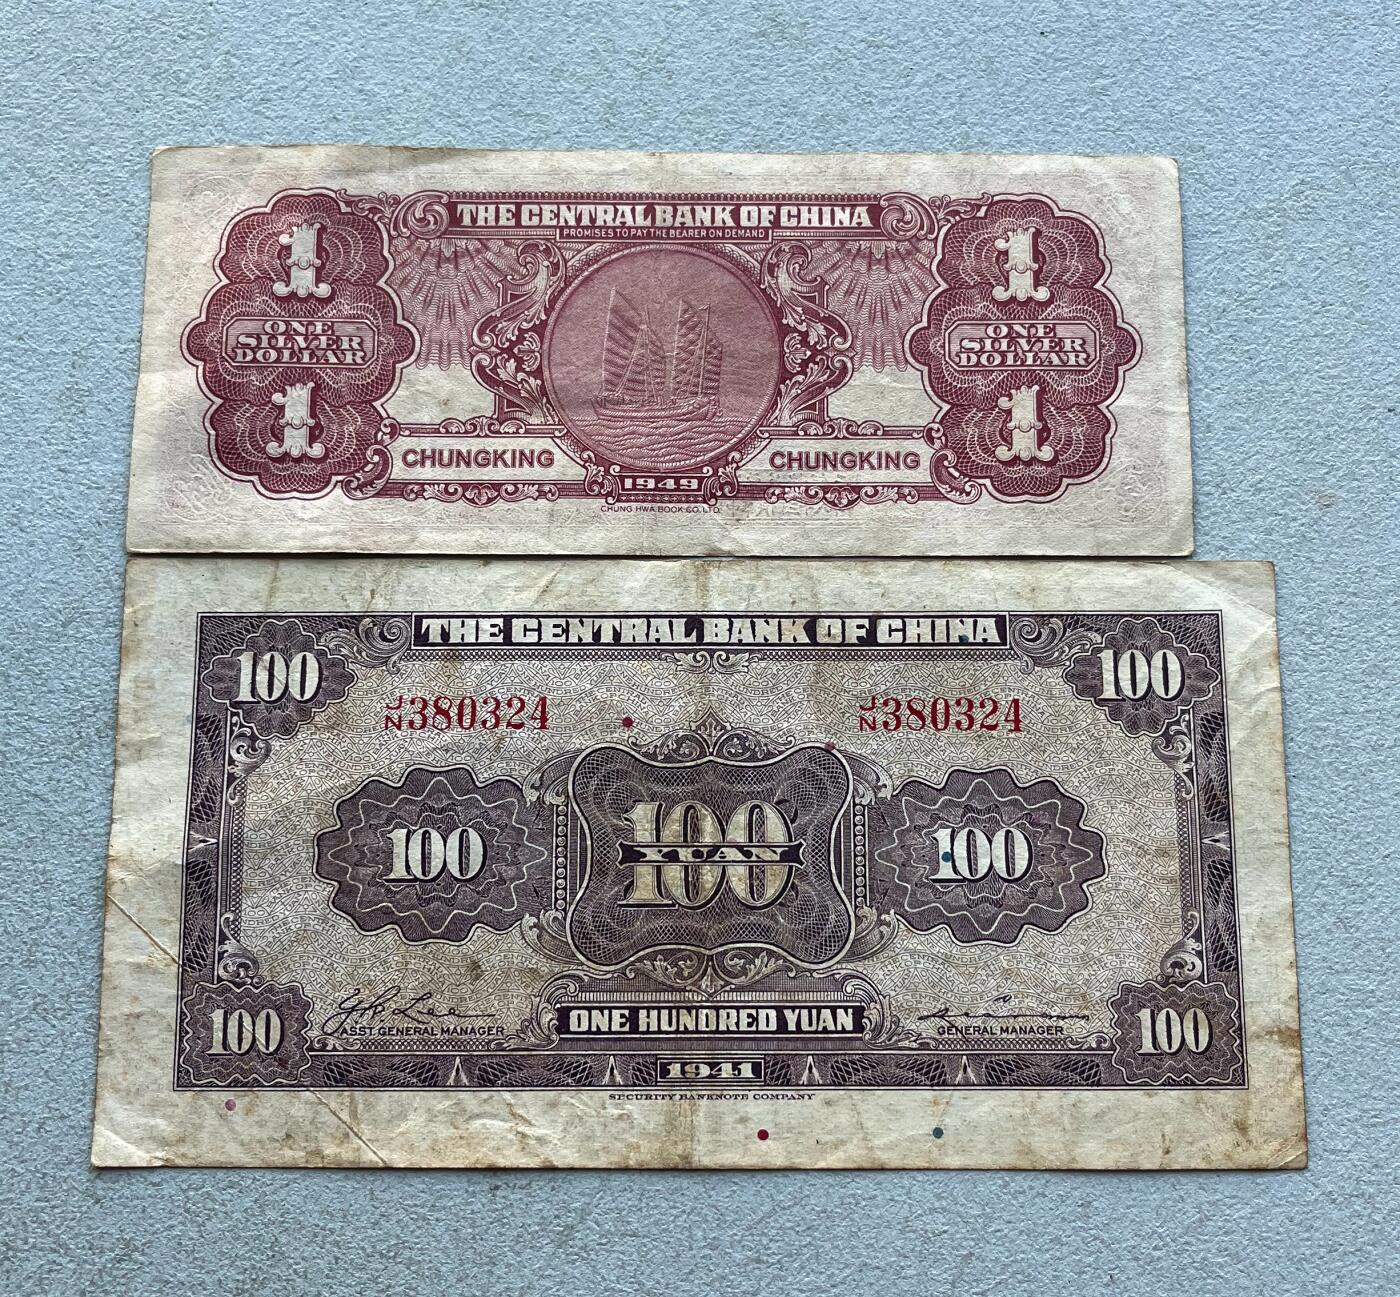 THE CENTRAL BANK OF CHINA
PROMISES TO PAY THE BEARER ON DEMAND
1
1
ONE
SILVER
DOLLAR
ONE
SILVER
DOLLAR
1
1
CHUNGKING
CHUNGKING
1949
CHUNG HWA BOOK CO. LTD.
THE CENTRAL BANK OF CHINA
100
100
J/N 380324
J/N 380324
100
100
YUAN
100
100
100
ASST GENERAL MANAGER
ONE HUNDRED YUAN
GENERAL MANAGER
100
1941
SECURITY BANKNOTE COMPANY